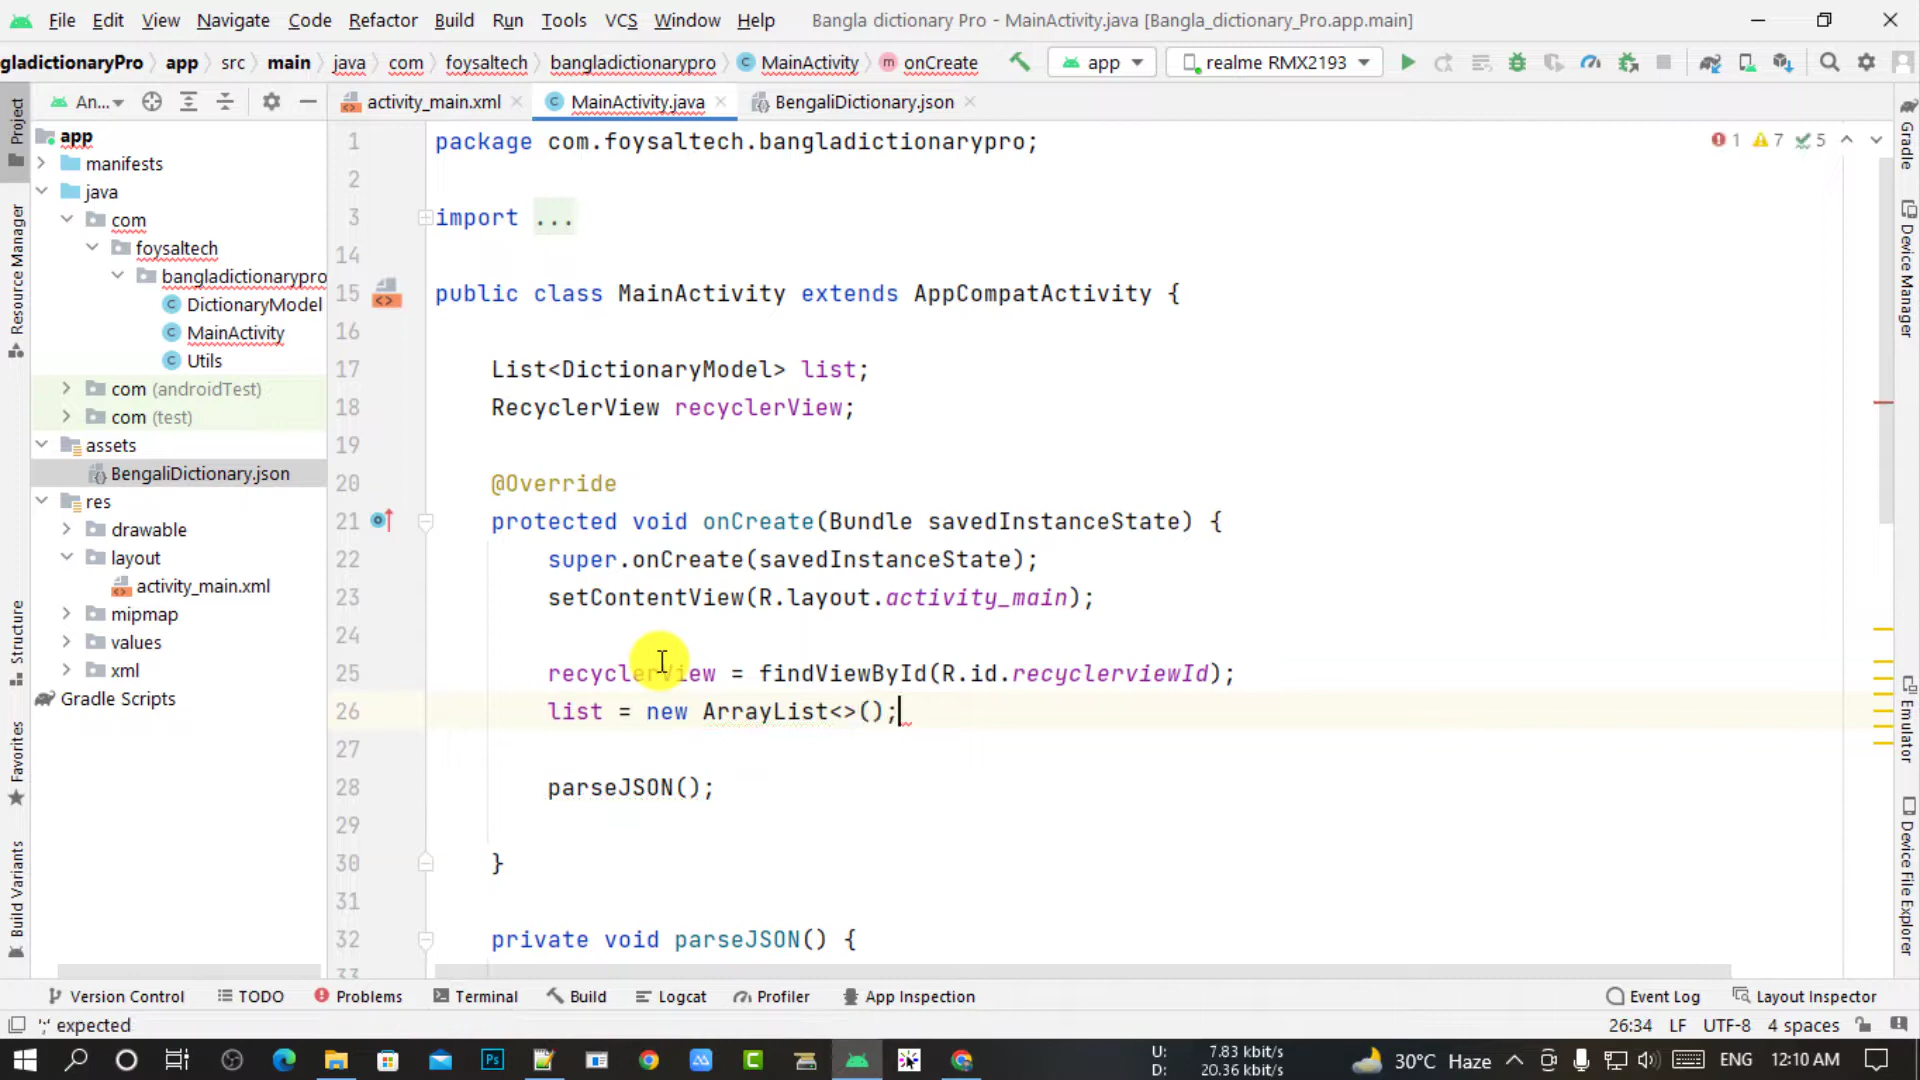 File Edit View Navigate Code Refactor Build Run Tools VCS Window Help Bangla dictionary Pro - MainActivity.java [Bangla_dictionary_Pro.app.main]
gladictionaryPro app src main java com foysaltech bangladictionarypro MainActivity onCreate app realme RMX2193
An... activity_main.xml MainActivity.java BengaliDictionary.json
app
manifests
java
com
foysaltech
bangladictionarypro
DictionaryModel
MainActivity
Utils
com (androidTest)
com (test)
assets
BengaliDictionary.json
res
drawable
layout
activity_main.xml
mipmap
values
xml
Gradle Scripts
Project
Resource Manager
Structure
Favorites
Build Variants
1 package com.foysaltech.bangladictionarypro;
2
3 import ...
14
15 public class MainActivity extends AppCompatActivity {
16
17 List<DictionaryModel> list;
18 RecyclerView recyclerView;
19
20 @Override
21 protected void onCreate(Bundle savedInstanceState) {
22 super.onCreate(savedInstanceState);
23 setContentView(R.layout.activity_main);
24
25 recyclerView = findViewById(R.id.recyclerviewId);
26 list = new ArrayList<>();
27
28 parseJSON();
29
30 }
31
32 private void parseJSON() {
33
1 7 5
Gradle
Device Manager
Emulator
Device File Explorer
Version Control TODO Problems Terminal Build Logcat Profiler App Inspection Event Log Layout Inspector
';' expected 26:34 LF UTF-8 4 spaces
U: 7.83 kbit/s
D: 20.36 kbit/s
30°C Haze ENG 12:10 AM